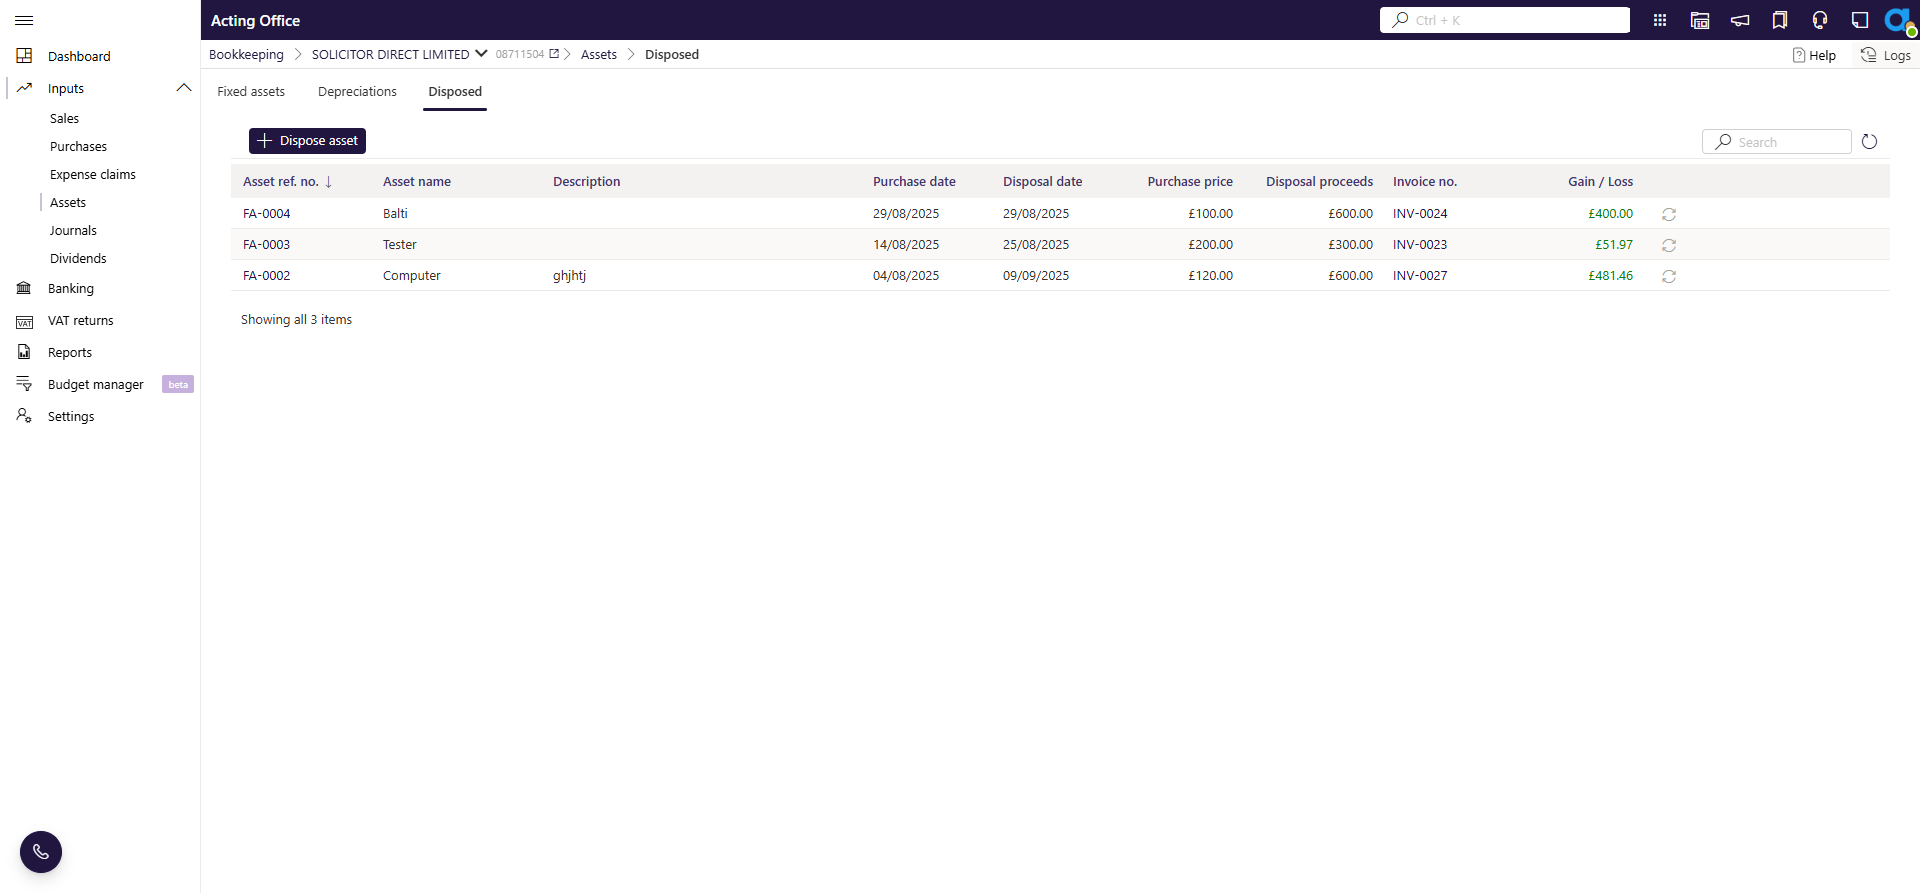 Acting Office
Ctrl + K
Bookkeeping > SOLICITOR DIRECT LIMITED 08711504 > Assets > Disposed
Help
Logs
Dashboard
Inputs
Sales
Purchases
Expense claims
Assets
Journals
Dividends
Banking
VAT returns
Reports
Budget manager beta
Settings
Fixed assets Depreciations Disposed
+ Dispose asset
Search
Asset ref. no. ↓ Asset name Description Purchase date Disposal date Purchase price Disposal proceeds Invoice no. Gain / Loss
FA-0004 Balti 29/08/2025 29/08/2025 £100.00 £600.00 INV-0024 £400.00
FA-0003 Tester 14/08/2025 25/08/2025 £200.00 £300.00 INV-0023 £51.97
FA-0002 Computer ghjhtj 04/08/2025 09/09/2025 £120.00 £600.00 INV-0027 £481.46
Showing all 3 items